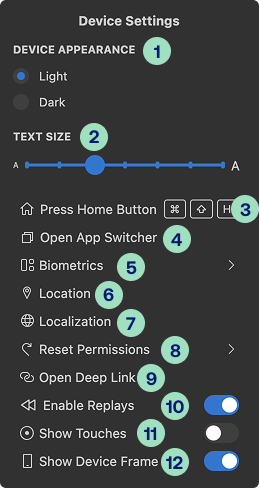 Device Settings
DEVICE APPEARANCE 1
Light
Dark
TEXT SIZE 2
A A
Press Home Button ⌘ ⇧ H 3
Open App Switcher 4
Biometrics 5
Location 6
Localization 7
Reset Permissions 8
Open Deep Link 9
Enable Replays 10
Show Touches 11
Show Device Frame 12